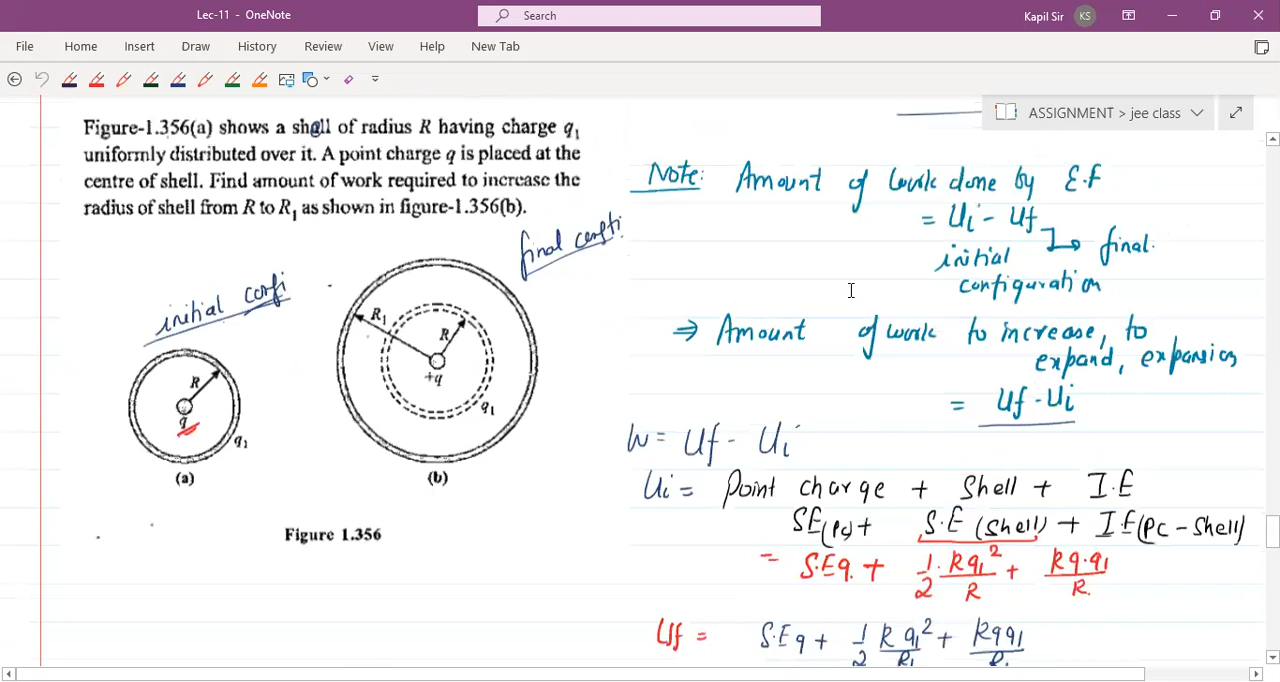 Lec-11 - OneNote
Search
Kapil Sir KS
File Home Insert Draw History Review View Help New Tab
ASSIGNMENT > jee class
Figure-1.356(a) shows a shell of radius R having charge q₁
uniformly distributed over it. A point charge q is placed at the
centre of shell. Find amount of work required to increase the
radius of shell from R to R₁ as shown in figure-1.356(b).
initial confi
final confi
R
q
q₁
(a)
R₁
R
+q
q₁
(b)
Figure 1.356
Note: Amount of work done by E.F
= Ui - Uf
initial
configuration
final.
⇒ Amount of work to increase, to
expand, expansion
= Uf - Ui
W = Uf - Ui
Ui = Point charge + Shell + I.E
SE(PC) + S.E (Shell) + I.E(PC - Shell)
= S.Eq. + 1/2 . Kq₁²/R + Kq.q₁/R.
Uf = S.Eq + 1/2 Kq₁²/R₁ + Kqq₁/R₁